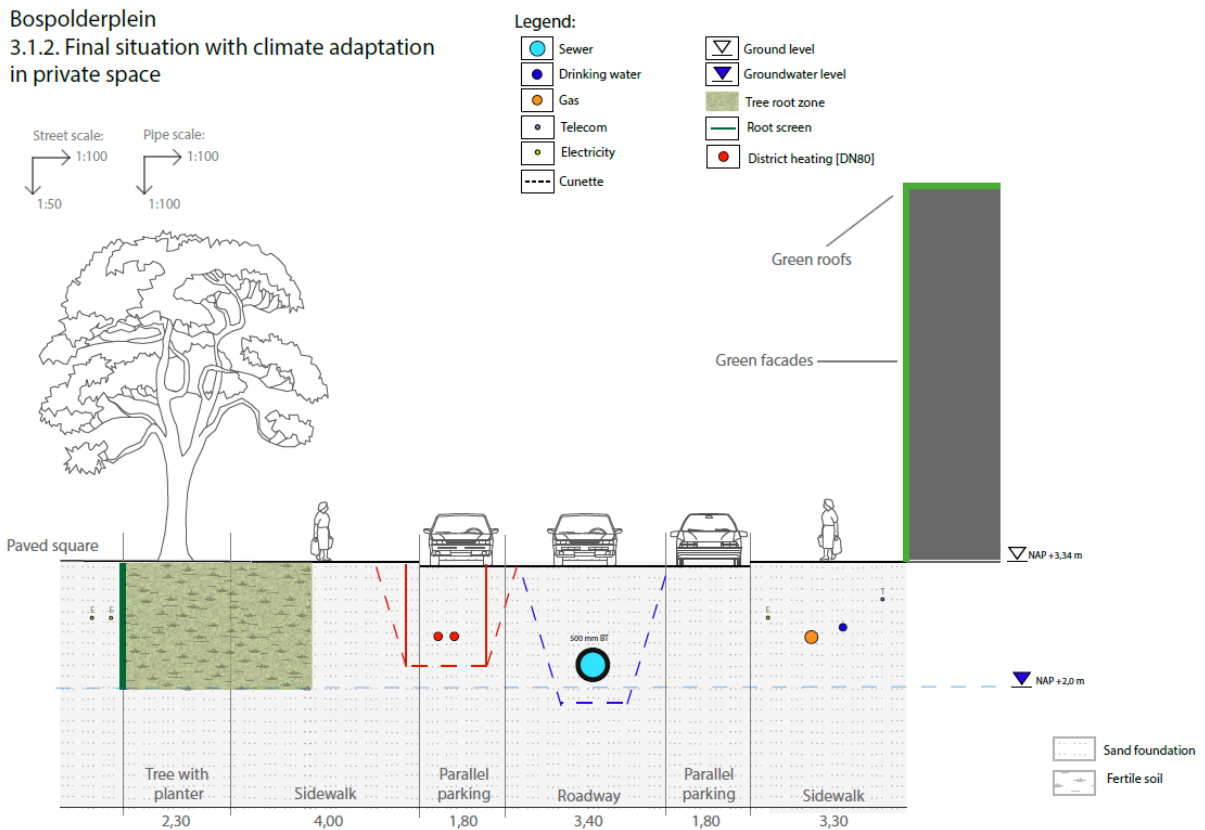 Bospolderplein
3.1.2. Final situation with climate adaptation
in private space
Legend:
Sewer
Drinking water
Gas
Telecom
Electricity
Cunette
Ground level
Groundwater level
Tree root zone
Root screen
District heating [DN80]
Street scale:
1:100
1:50
Pipe scale:
1:100
1:100
Green roofs
Green facades
Paved square
NAP +3,34 m
E
E
500 mm BT
E
T
NAP +2,0 m
Sand foundation
Fertile soil
Tree with
planter
Sidewalk
Parallel
parking
Roadway
Parallel
parking
Sidewalk
2,30
4,00
1,80
3,40
1,80
3,30